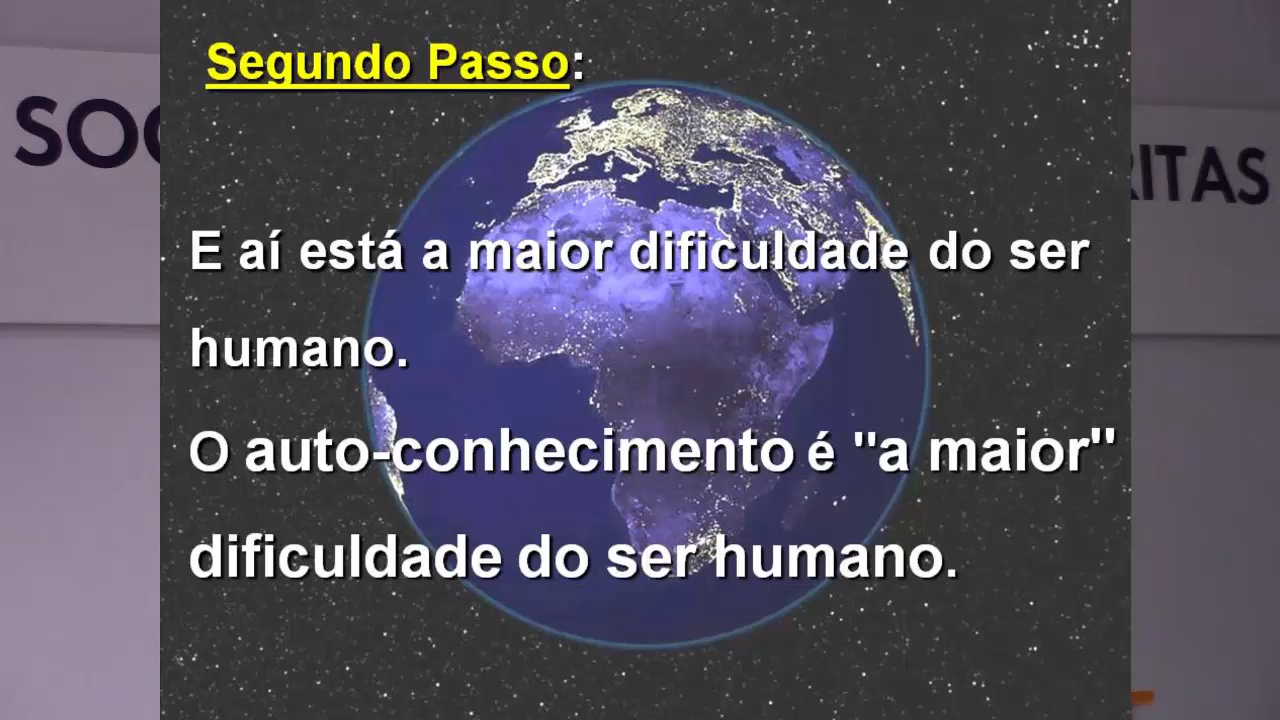 Segundo Passo:
E aí está a maior dificuldade do ser
humano.
O auto-conhecimento é "a maior"
dificuldade do ser humano.